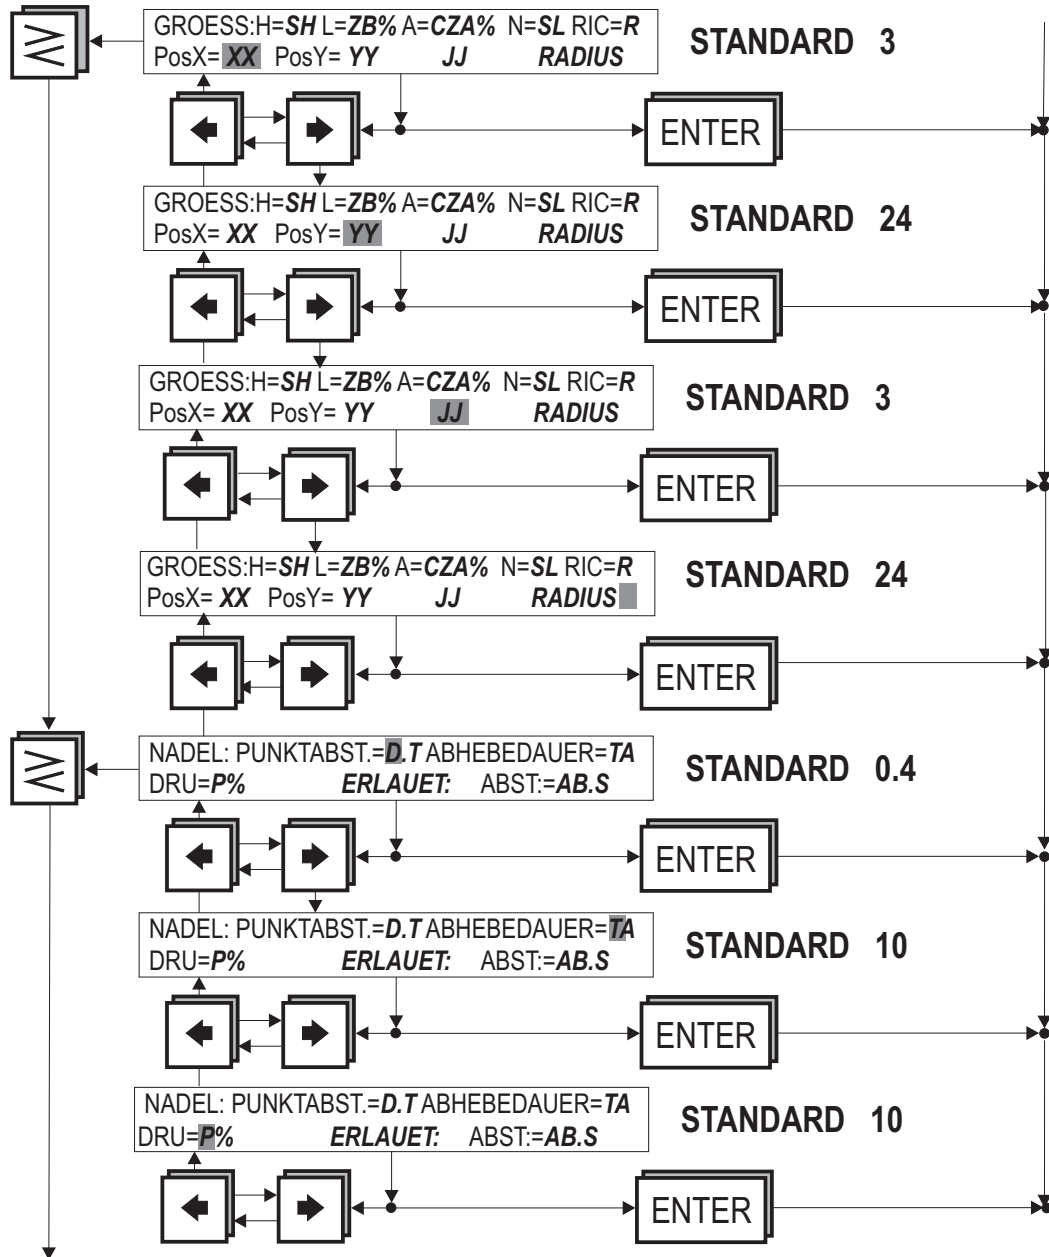 GROESS:H=SH L=ZB% A=CZA% N=SL RIC=R
PosX= XX PosY= YY JJ RADIUS
STANDARD 3
ENTER
GROESS:H=SH L=ZB% A=CZA% N=SL RIC=R
PosX= XX PosY= YY JJ RADIUS
STANDARD 24
ENTER
GROESS:H=SH L=ZB% A=CZA% N=SL RIC=R
PosX= XX PosY= YY JJ RADIUS
STANDARD 3
ENTER
GROESS:H=SH L=ZB% A=CZA% N=SL RIC=R
PosX= XX PosY= YY JJ RADIUS
STANDARD 24
ENTER
NADEL: PUNKTABST.=D.T ABHEBEDAUER=TA
DRU=P% ERLAUET: ABST:=AB.S
STANDARD 0.4
ENTER
NADEL: PUNKTABST.=D.T ABHEBEDAUER=TA
DRU=P% ERLAUET: ABST:=AB.S
STANDARD 10
ENTER
NADEL: PUNKTABST.=D.T ABHEBEDAUER=TA
DRU=P% ERLAUET: ABST:=AB.S
STANDARD 10
ENTER